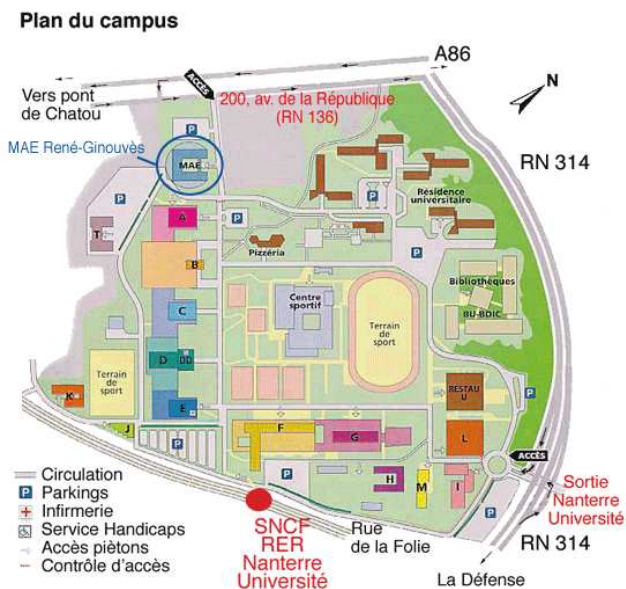 Plan du campus
A86
ACCÈS
Vers pont
de Chatou
200, av. de la République
(RN 136)
N
MAE René-Ginouvès
P
MAE
RN 314
P
Résidence
universitaire
P
T
A
P
Pizzéria
P
B
Bibliothèques
BU-BDIC
Centre
sportif
C
Terrain
de sport
D
DD
Terrain
de
sport
RESTAU
U
P
K
E
J
F
G
L
P
ACCÈS
P
H
M
I
P
Circulation
P Parkings
Infirmerie
Service Handicaps
Accès piètons
Contrôle d'accès
SNCF
RER
Nanterre
Université
Rue
de la Folie
Sortie
Nanterre
Université
RN 314
La Défense